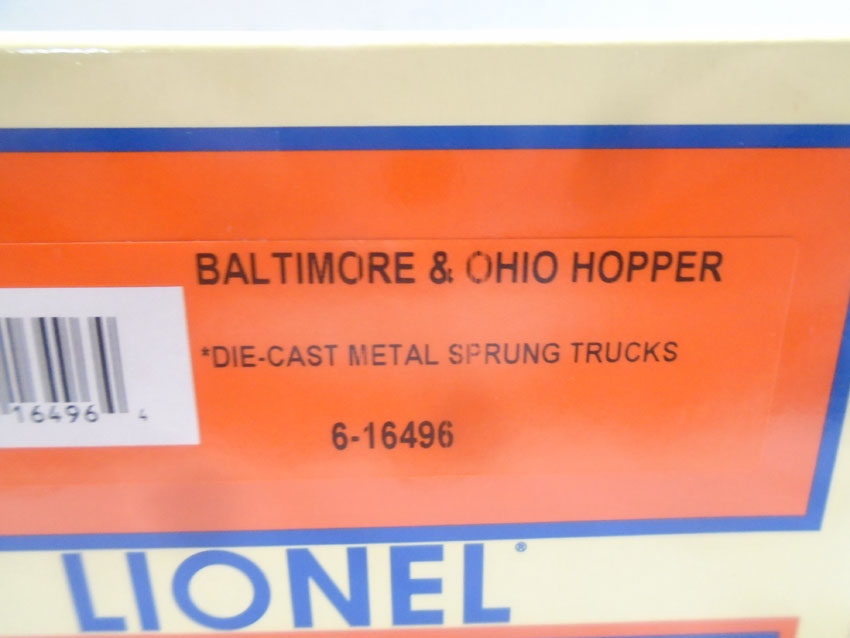 BALTIMORE & OHIO HOPPER
*DIE-CAST METAL SPRUNG TRUCKS
16496 4
6-16496
LIONEL®